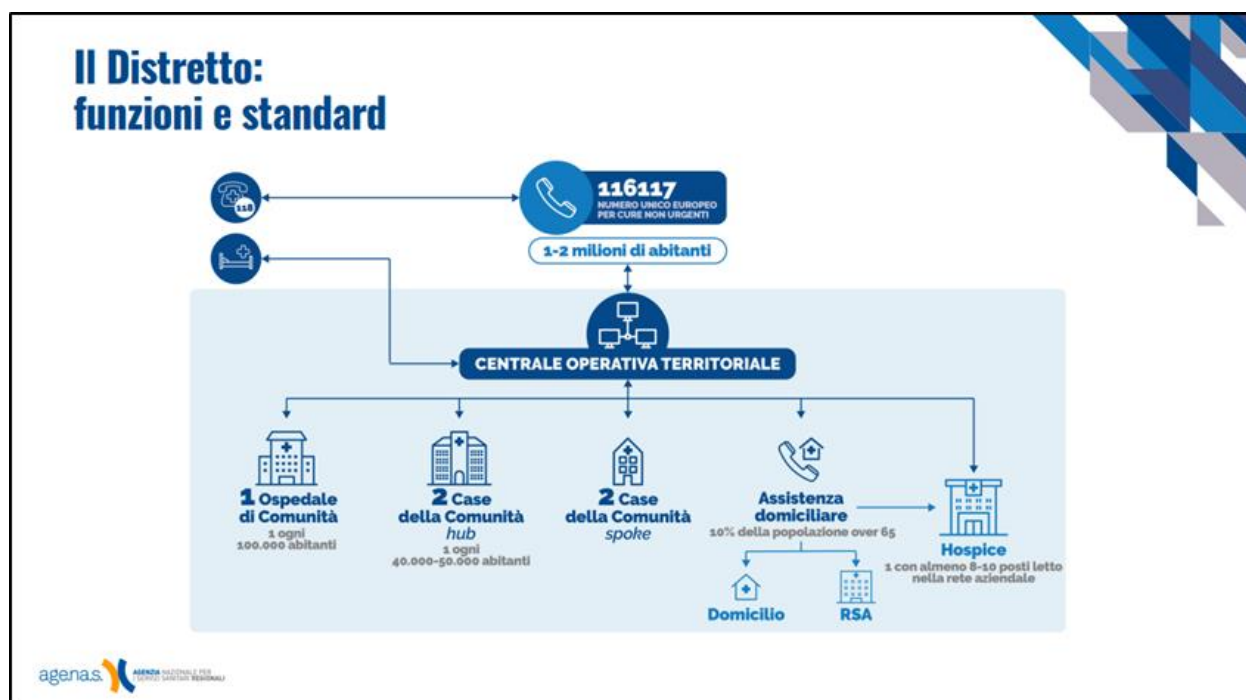 Il Distretto:
funzioni e standard
118
116117
NUMERO UNICO EUROPEO
PER CURE NON URGENTI
1-2 milioni di abitanti
CENTRALE OPERATIVA TERRITORIALE
1 Ospedale
di Comunità
1 ogni
100.000 abitanti
2 Case
della Comunità
hub
1 ogni
40.000-50.000 abitanti
2 Case
della Comunità
spoke
Assistenza
domiciliare
10% della popolazione over 65
Domicilio
RSA
Hospice
1 con almeno 8-10 posti letto
nella rete aziendale
agenas.
AGENZIA NAZIONALE PER
I SERVIZI SANITARI REGIONALI